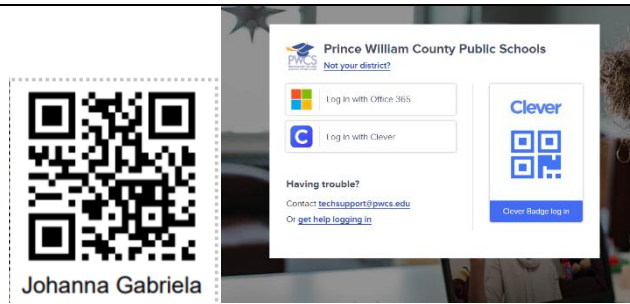 Johanna Gabriela
PWCS
Prince William County Public Schools
Not your district?
Log in with Office 365
Log in with Clever
Having trouble?
Contact techsupport@pwcs.edu
Or get help logging in
Clever
Clever Badge log in